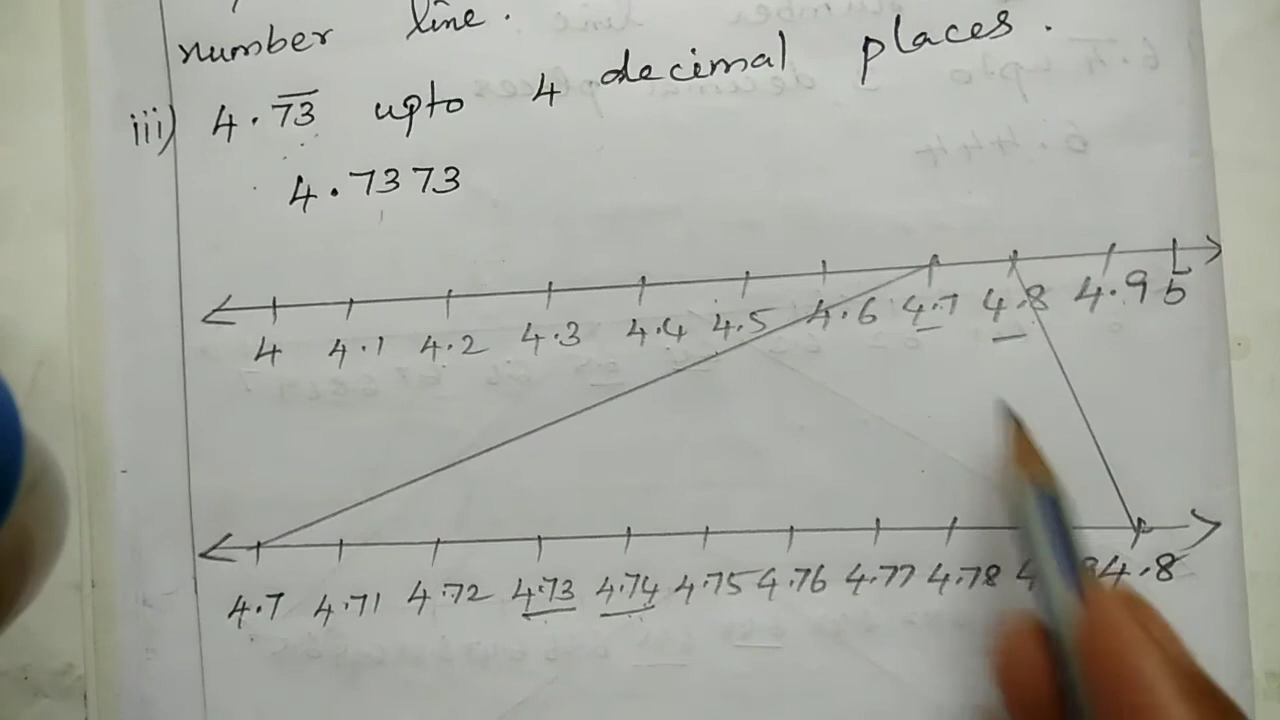 number line.
iii) 4.7̅3̅ upto 4 decimal places.
4.7373
4 4.1 4.2 4.3 4.4 4.5 4.6 4.7 4.8 4.9 5
4.7 4.71 4.72 4.73 4.74 4.75 4.76 4.77 4.78 4.8